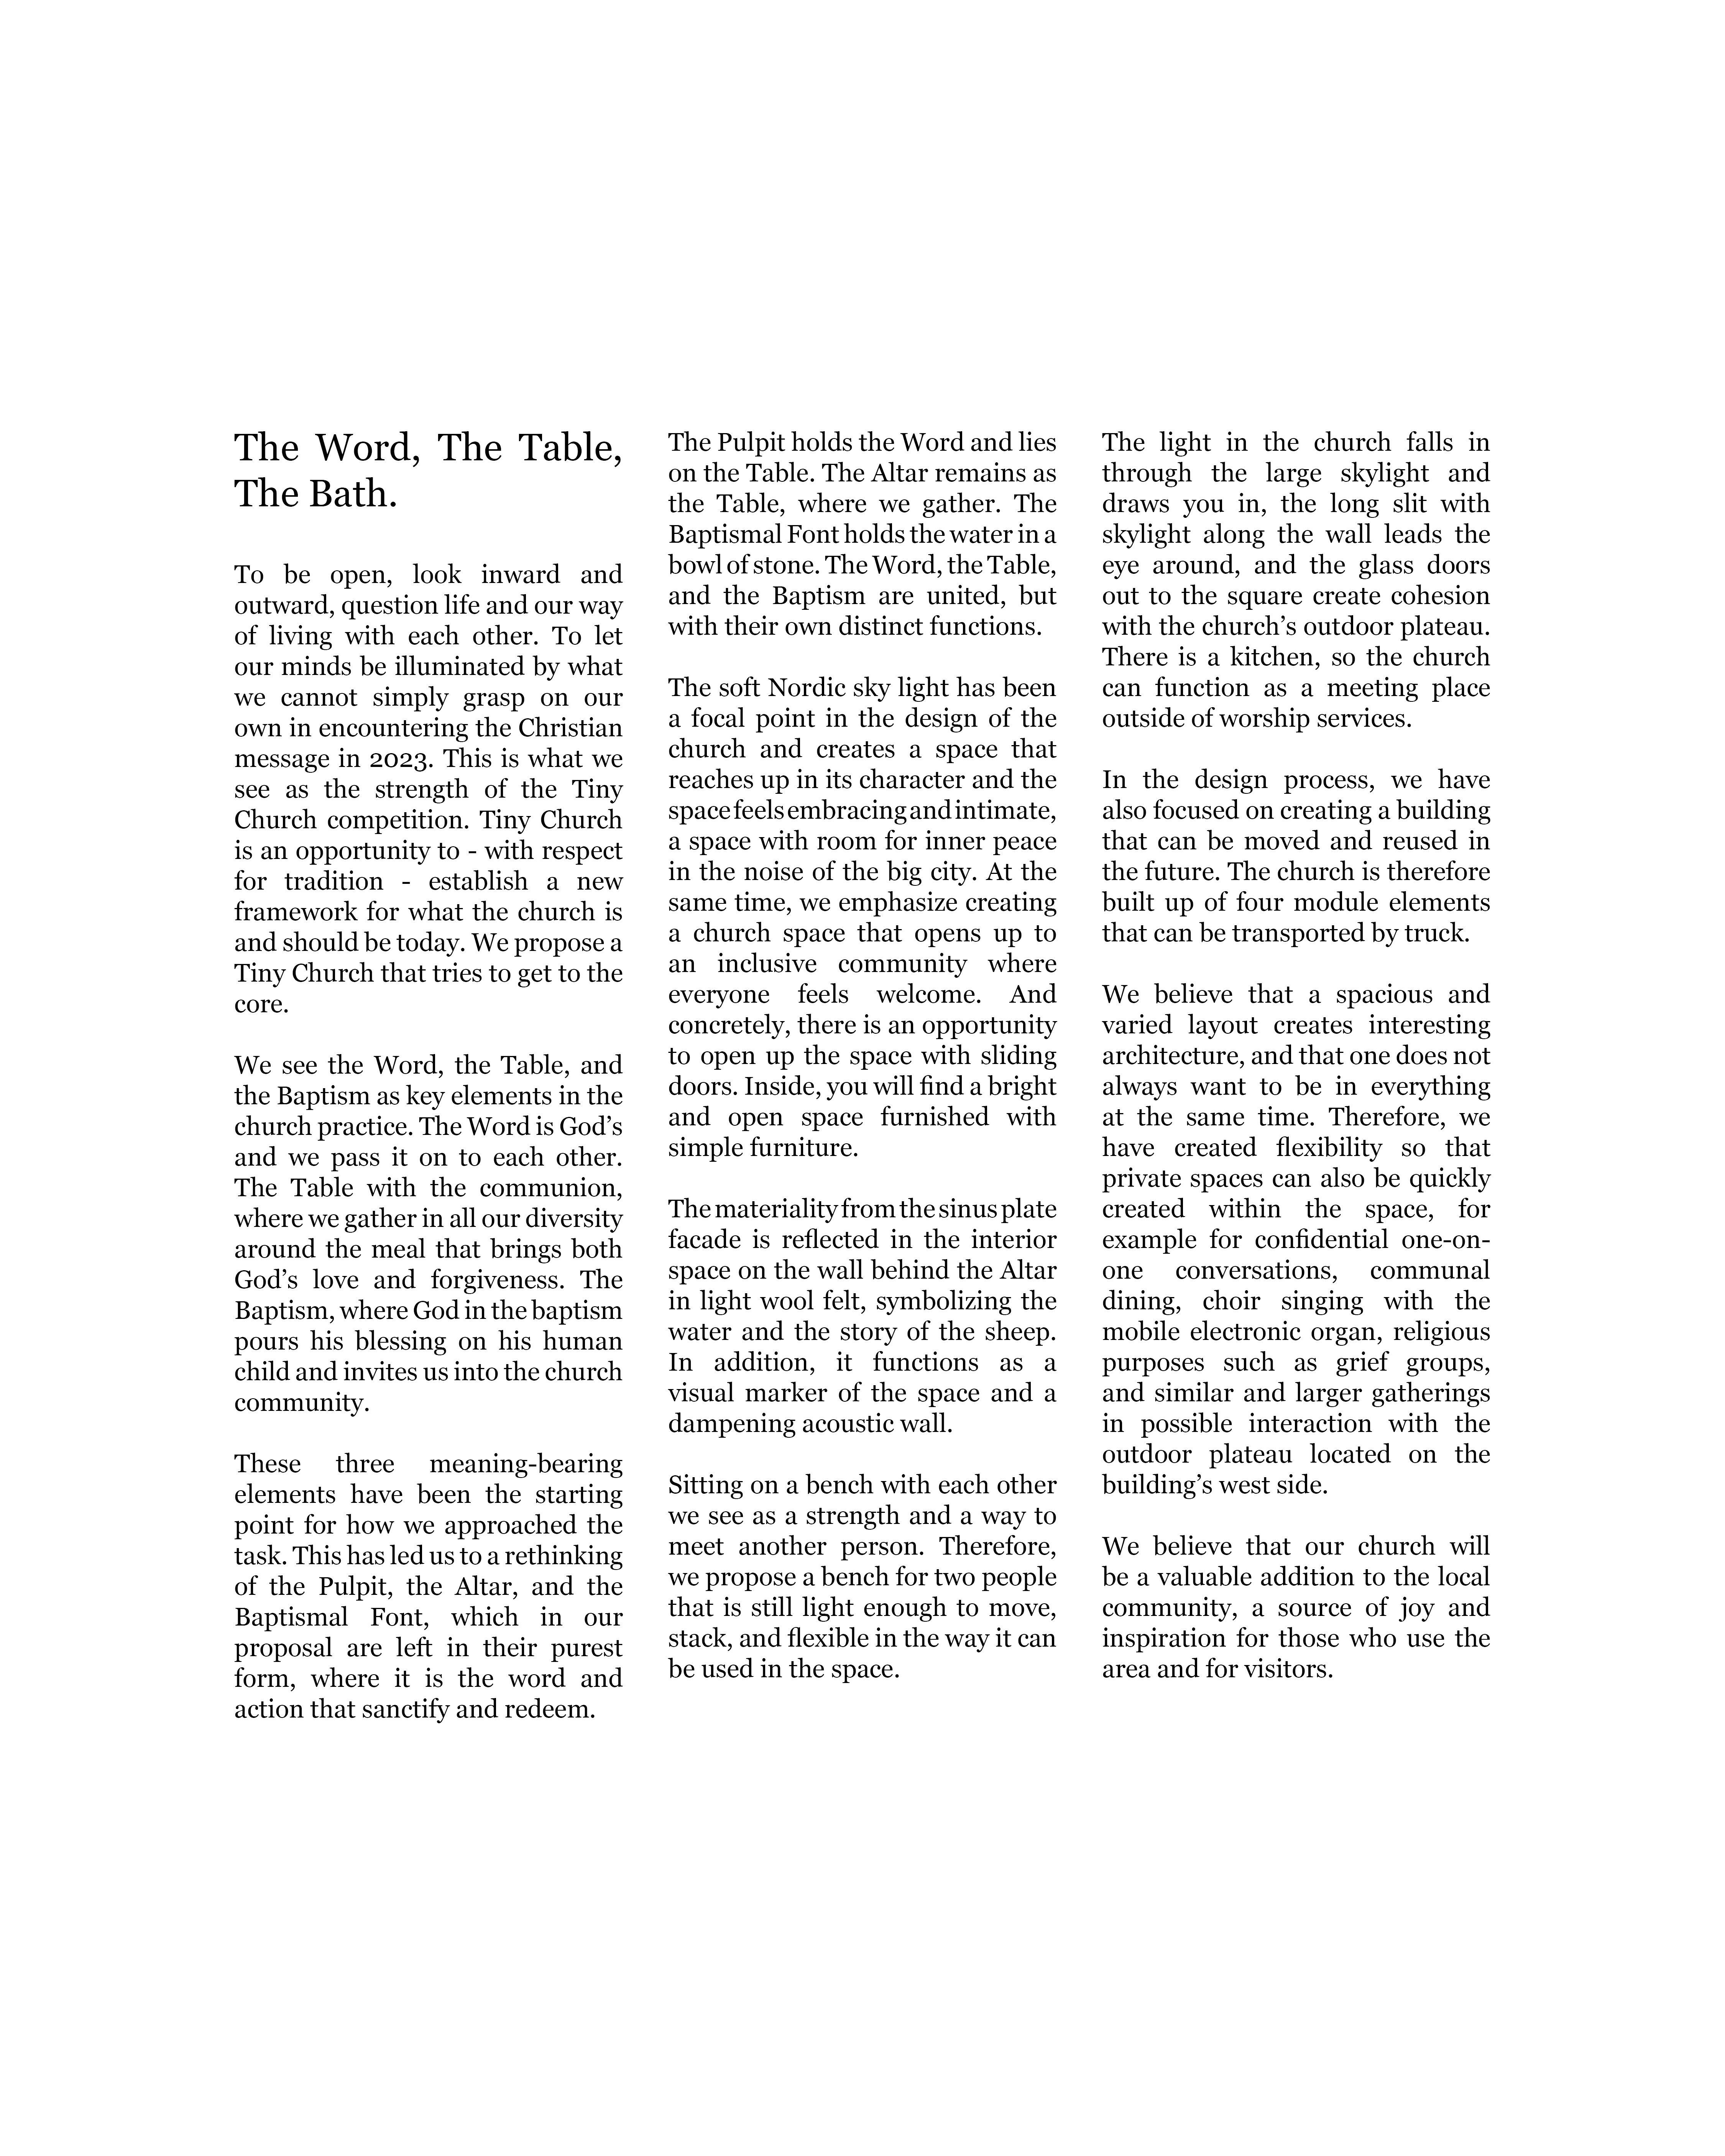 The Word, The Table,
The Bath.
To be open, look inward and
outward, question life and our way
of living with each other. To let
our minds be illuminated by what
we cannot simply grasp on our
own in encountering the Christian
message in 2023. This is what we
see as the strength of the Tiny
Church competition. Tiny Church
is an opportunity to - with respect
for tradition - establish a new
framework for what the church is
and should be today. We propose a
Tiny Church that tries to get to the
core.
We see the Word, the Table, and
the Baptism as key elements in the
church practice. The Word is God’s
and we pass it on to each other.
The Table with the communion,
where we gather in all our diversity
around the meal that brings both
God’s love and forgiveness. The
Baptism, where God in the baptism
pours his blessing on his human
child and invites us into the church
community.
These three meaning-bearing
elements have been the starting
point for how we approached the
task. This has led us to a rethinking
of the Pulpit, the Altar, and the
Baptismal Font, which in our
proposal are left in their purest
form, where it is the word and
action that sanctify and redeem.
The Pulpit holds the Word and lies
on the Table. The Altar remains as
the Table, where we gather. The
Baptismal Font holds the water in a
bowl of stone. The Word, the Table,
and the Baptism are united, but
with their own distinct functions.
The soft Nordic sky light has been
a focal point in the design of the
church and creates a space that
reaches up in its character and the
space feels embracing and intimate,
a space with room for inner peace
in the noise of the big city. At the
same time, we emphasize creating
a church space that opens up to
an inclusive community where
everyone feels welcome. And
concretely, there is an opportunity
to open up the space with sliding
doors. Inside, you will find a bright
and open space furnished with
simple furniture.
The materiality from the sinus plate
facade is reflected in the interior
space on the wall behind the Altar
in light wool felt, symbolizing the
water and the story of the sheep.
In addition, it functions as a
visual marker of the space and a
dampening acoustic wall.
Sitting on a bench with each other
we see as a strength and a way to
meet another person. Therefore,
we propose a bench for two people
that is still light enough to move,
stack, and flexible in the way it can
be used in the space.
The light in the church falls in
through the large skylight and
draws you in, the long slit with
skylight along the wall leads the
eye around, and the glass doors
out to the square create cohesion
with the church’s outdoor plateau.
There is a kitchen, so the church
can function as a meeting place
outside of worship services.
In the design process, we have
also focused on creating a building
that can be moved and reused in
the future. The church is therefore
built up of four module elements
that can be transported by truck.
We believe that a spacious and
varied layout creates interesting
architecture, and that one does not
always want to be in everything
at the same time. Therefore, we
have created flexibility so that
private spaces can also be quickly
created within the space, for
example for confidential one-on-
one conversations, communal
dining, choir singing with the
mobile electronic organ, religious
purposes such as grief groups,
and similar and larger gatherings
in possible interaction with the
outdoor plateau located on the
building’s west side.
We believe that our church will
be a valuable addition to the local
community, a source of joy and
inspiration for those who use the
area and for visitors.